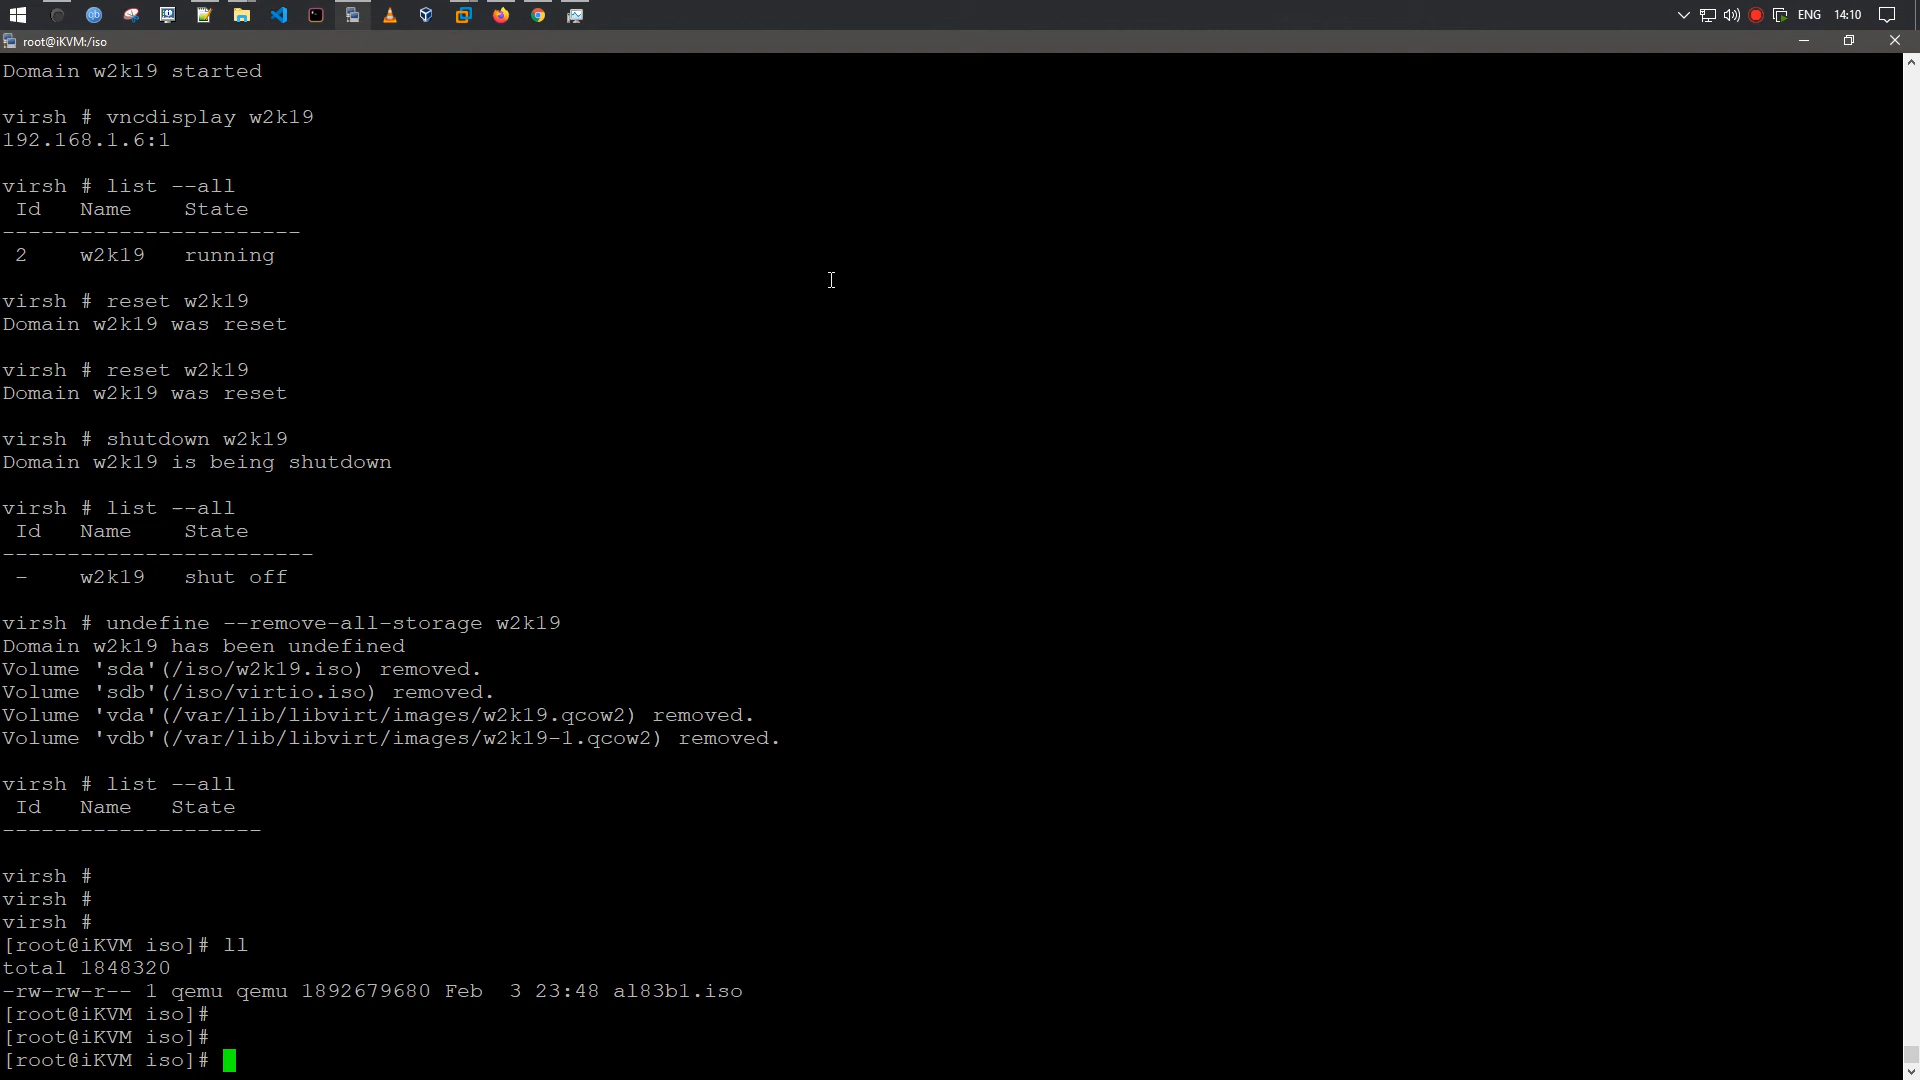 ENG 14:10
root@iKVM:/iso
Domain w2k19 started
virsh # vncdisplay w2k19
192.168.1.6:1
virsh # list --all
Id Name State
------------------------
2 w2k19 running
virsh # reset w2k19
Domain w2k19 was reset
virsh # reset w2k19
Domain w2k19 was reset
virsh # shutdown w2k19
Domain w2k19 is being shutdown
virsh # list --all
Id Name State
-------------------------
- w2k19 shut off
virsh # undefine --remove-all-storage w2k19
Domain w2k19 has been undefined
Volume 'sda'(/iso/w2k19.iso) removed.
Volume 'sdb'(/iso/virtio.iso) removed.
Volume 'vda'(/var/lib/libvirt/images/w2k19.qcow2) removed.
Volume 'vdb'(/var/lib/libvirt/images/w2k19-1.qcow2) removed.
virsh # list --all
Id Name State
--------------------
virsh #
virsh #
virsh #
[root@iKVM iso]# ll
total 1848320
-rw-rw-r-- 1 qemu qemu 1892679680 Feb  3 23:48 al83b1.iso
[root@iKVM iso]#
[root@iKVM iso]#
[root@iKVM iso]#